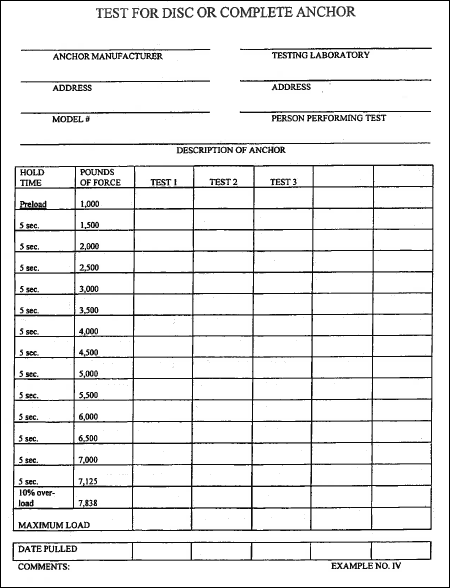 TEST FOR DISC OR COMPLETE ANCHOR
ANCHOR MANUFACTURER TESTING LABORATORY
ADDRESS ADDRESS
MODEL # PERSON PERFORMING TEST
DESCRIPTION OF ANCHOR
HOLD TIME POUNDS OF FORCE TEST 1 TEST 2 TEST 3
Preload 1,000
5 sec. 1,500
5 sec. 2,000
5 sec. 2,500
5 sec. 3,000
5 sec. 3,500
5 sec. 4,000
5 sec. 4,500
5 sec. 5,000
5 sec. 5,500
5 sec. 6,000
5 sec. 6,500
5 sec. 7,000
5 sec. 7,125
10% over-
load 7,838
MAXIMUM LOAD
DATE PULLED
COMMENTS: EXAMPLE NO. IV